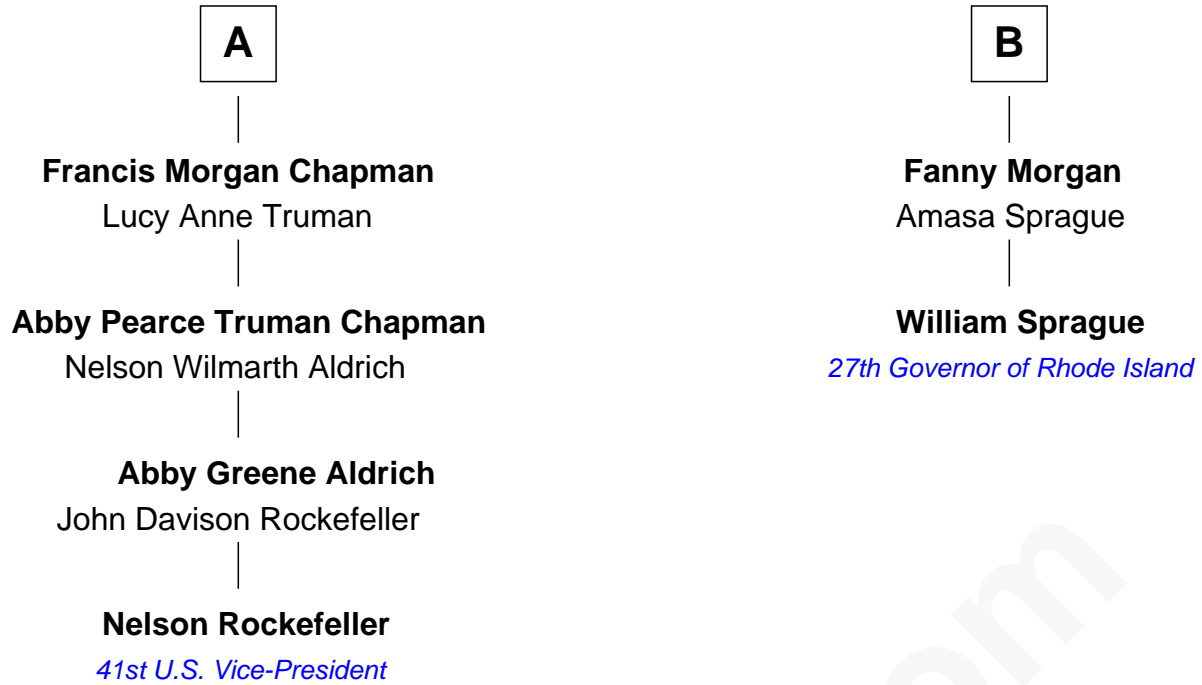 A
Francis Morgan Chapman
Lucy Anne Truman
Abby Pearce Truman Chapman
Nelson Wilmarth Aldrich
Abby Greene Aldrich
John Davison Rockefeller
Nelson Rockefeller
41st U.S. Vice-President
B
Fanny Morgan
Amasa Sprague
William Sprague
27th Governor of Rhode Island
om